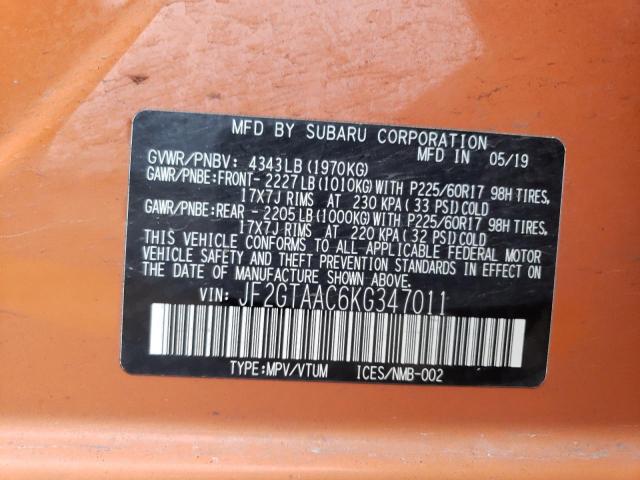 MFD BY SUBARU CORPORATION
MFD IN 05/19
GVWR/PNBV: 4343LB(1970KG)
GAWR/PNBE:FRONT- 2227LB(1010KG)WITH P225/60R17 98H TIRES,
17X7J RIMS AT 230 KPA(33 PSI)COLD
GAWR/PNBE:REAR - 2205LB(1000KG)WITH P225/60R17 98H TIRES,
17X7J RIMS AT 220 KPA(32 PSI)COLD
THIS VEHICLE CONFORMS TO ALL APPLICABLE FEDERAL MOTOR
VEHICLE SAFETY AND THEFT PREVENTION STANDARDS IN EFFECT
ON THE DATE OF MANUFACTURE SHOWN ABOVE.
VIN: JF2GTAAC6KG347011
TYPE:MPV/VTUM ICES/NMB-002